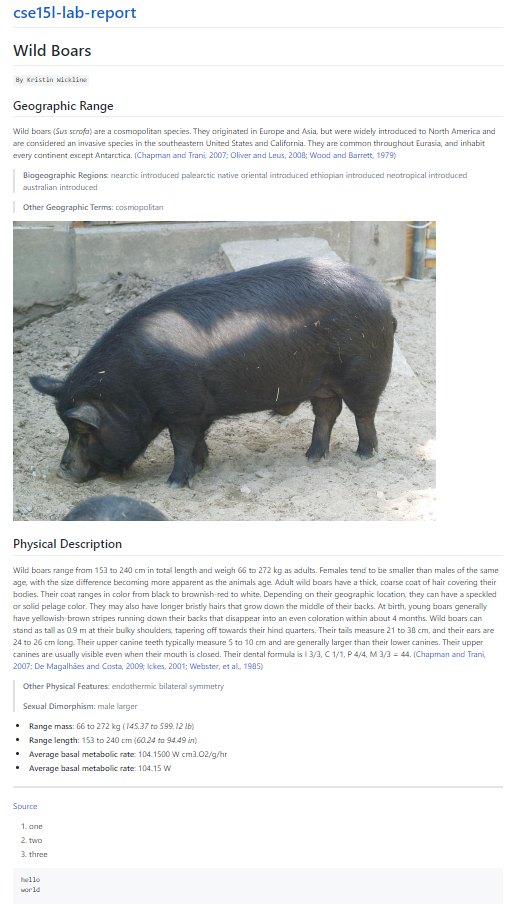 cse15l-lab-report
Wild Boars
By Kristin Wickline
Geographic Range
Wild boars (Sus scrofa) are a cosmopolitan species. They originated in Europe and Asia, but were widely introduced to North America and
are considered an invasive species in the southeastern United States and California. They are common throughout Eurasia, and inhabit
every continent except Antarctica. (Chapman and Trani, 2007; Oliver and Leus, 2008; Wood and Barrett, 1979)
Biogeographic Regions: nearctic introduced palearctic native oriental introduced ethiopian introduced neotropical introduced
australian introduced
Other Geographic Terms: cosmopolitan
Physical Description
Wild boars range from 153 to 240 cm in total length and weigh 66 to 272 kg as adults. Females tend to be smaller than males of the same
age, with the size difference becoming more apparent as the animals age. Adult wild boars have a thick, coarse coat of hair covering their
bodies. Their coat ranges in color from black to brownish-red to white. Depending on their geographic location, they can have a speckled
or solid pelage color. They may also have longer bristly hairs that grow down the middle of their backs. At birth, young boars generally
have yellowish-brown stripes running down their backs that disappear into an even coloration within about 4 months. Wild boars can
stand as tall as 0.9 m at their bulky shoulders, tapering off towards their hind quarters. Their tails measure 21 to 38 cm, and their ears are
24 to 26 cm long. Their upper canine teeth typically measure 5 to 10 cm and are generally larger than their lower canines. Their upper
canines are usually visible even when their mouth is closed. Their dental formula is I 3/3, C 1/1, P 4/4, M 3/3 = 44. (Chapman and Trani,
2007; De Magalhães and Costa, 2009; Ickes, 2001; Webster, et al., 1985)
Other Physical Features: endothermic bilateral symmetry
Sexual Dimorphism: male larger
• Range mass: 66 to 272 kg (145.37 to 599.12 lb)
• Range length: 153 to 240 cm (60.24 to 94.49 in)
• Average basal metabolic rate: 104.1500 W cm3.O2/g/hr
• Average basal metabolic rate: 104.15 W
Source
1. one
2. two
3. three
hello
world